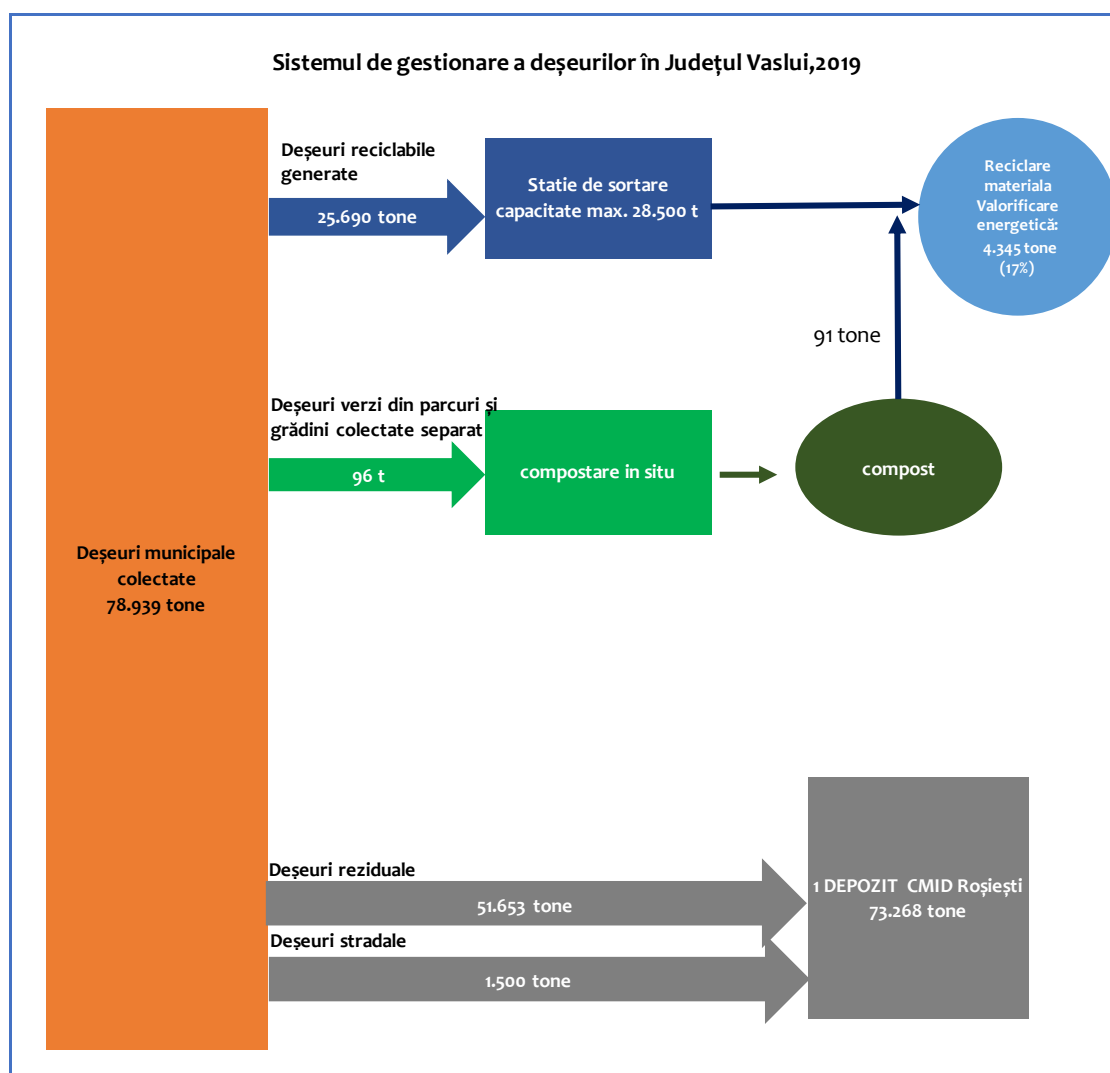 Sistemul de gestionare a deșeurilor în Județul Vaslui,2019
Deșeuri reciclabile
generate
25.690 tone
Statie de sortare
capacitate max. 28.500 t
Reciclare
materiala
Valorificare
energetică:
4.345 tone
(17%)
91 tone
Deșeuri verzi din parcuri și
grădini colectate separat
96 t
compostare in situ
compost
Deșeuri municipale
colectate
78.939 tone
Deșeuri reziduale
51.653 tone
1 DEPOZIT CMID Roșiești
73.268 tone
Deșeuri stradale
1.500 tone